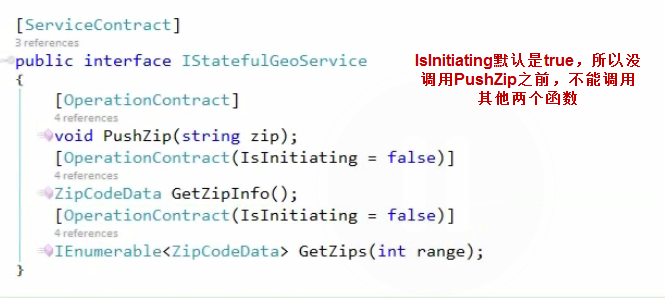 [ServiceContract]
3 references
public interface IStatefulGeoService
IsInitiating默认是true，所以没
调用PushZip之前，不能调用
其他两个函数
{
[OperationContract]
4 references
void PushZip(string zip);
[OperationContract(IsInitiating = false)]
4 references
ZipCodeData GetZipInfo();
[OperationContract(IsInitiating = false)]
4 references
IEnumerable<ZipCodeData> GetZips(int range);
}